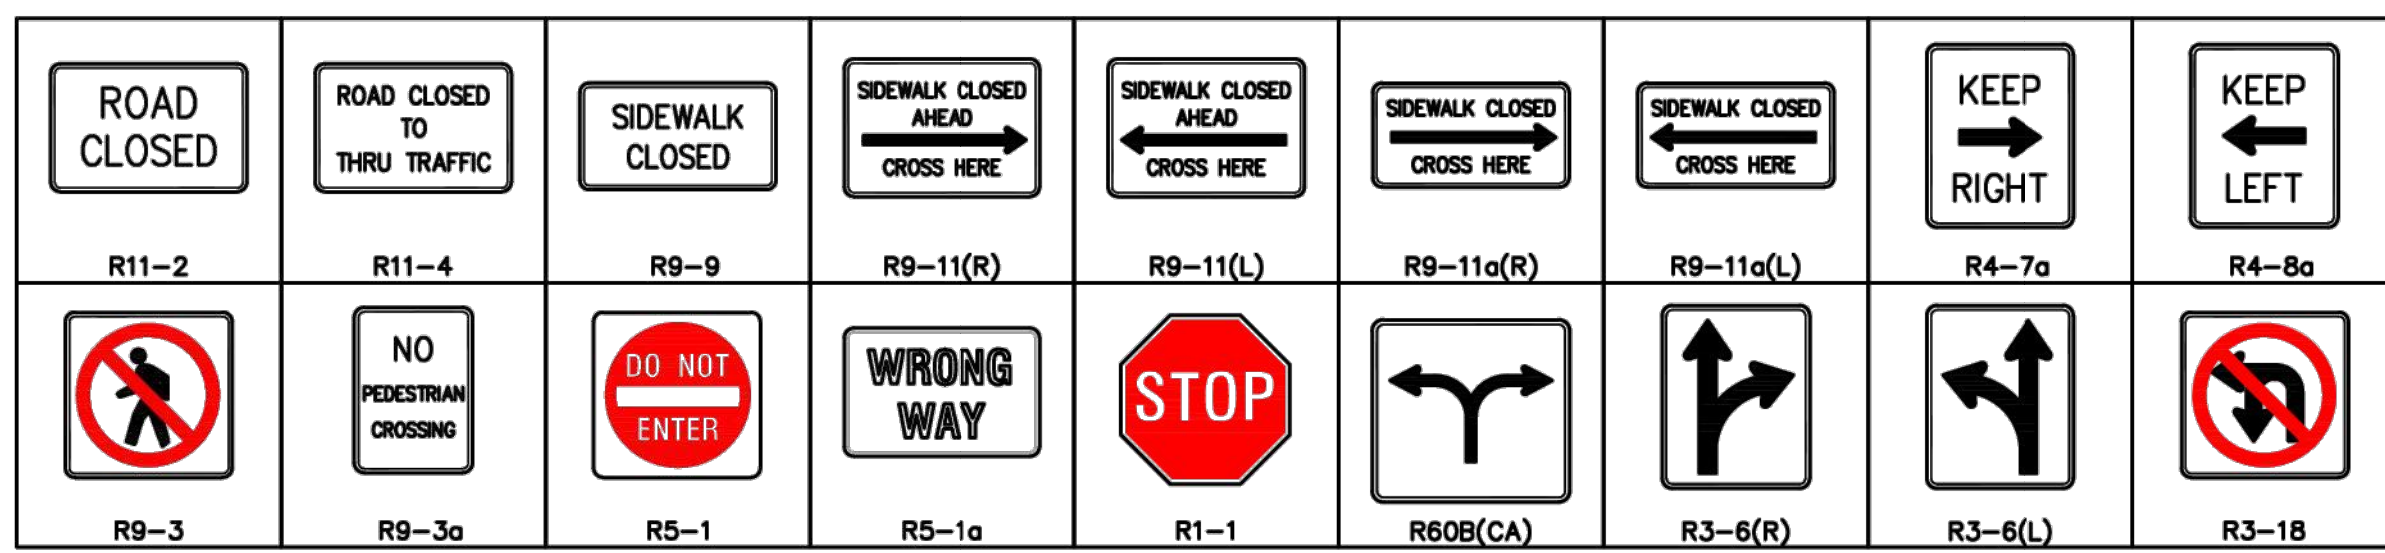 ROAD
CLOSED
R11-2
ROAD CLOSED
TO
THRU TRAFFIC
R11-4
SIDEWALK
CLOSED
R9-9
SIDEWALK CLOSED
AHEAD
CROSS HERE
R9-11(R)
SIDEWALK CLOSED
AHEAD
CROSS HERE
R9-11(L)
SIDEWALK CLOSED
CROSS HERE
R9-11a(R)
SIDEWALK CLOSED
CROSS HERE
R9-11a(L)
KEEP
RIGHT
R4-7a
KEEP
LEFT
R4-8a
R9-3
NO
PEDESTRIAN
CROSSING
R9-3a
DO NOT
ENTER
R5-1
WRONG
WAY
R5-1a
STOP
R1-1
R60B(CA)
R3-6(R)
R3-6(L)
R3-18